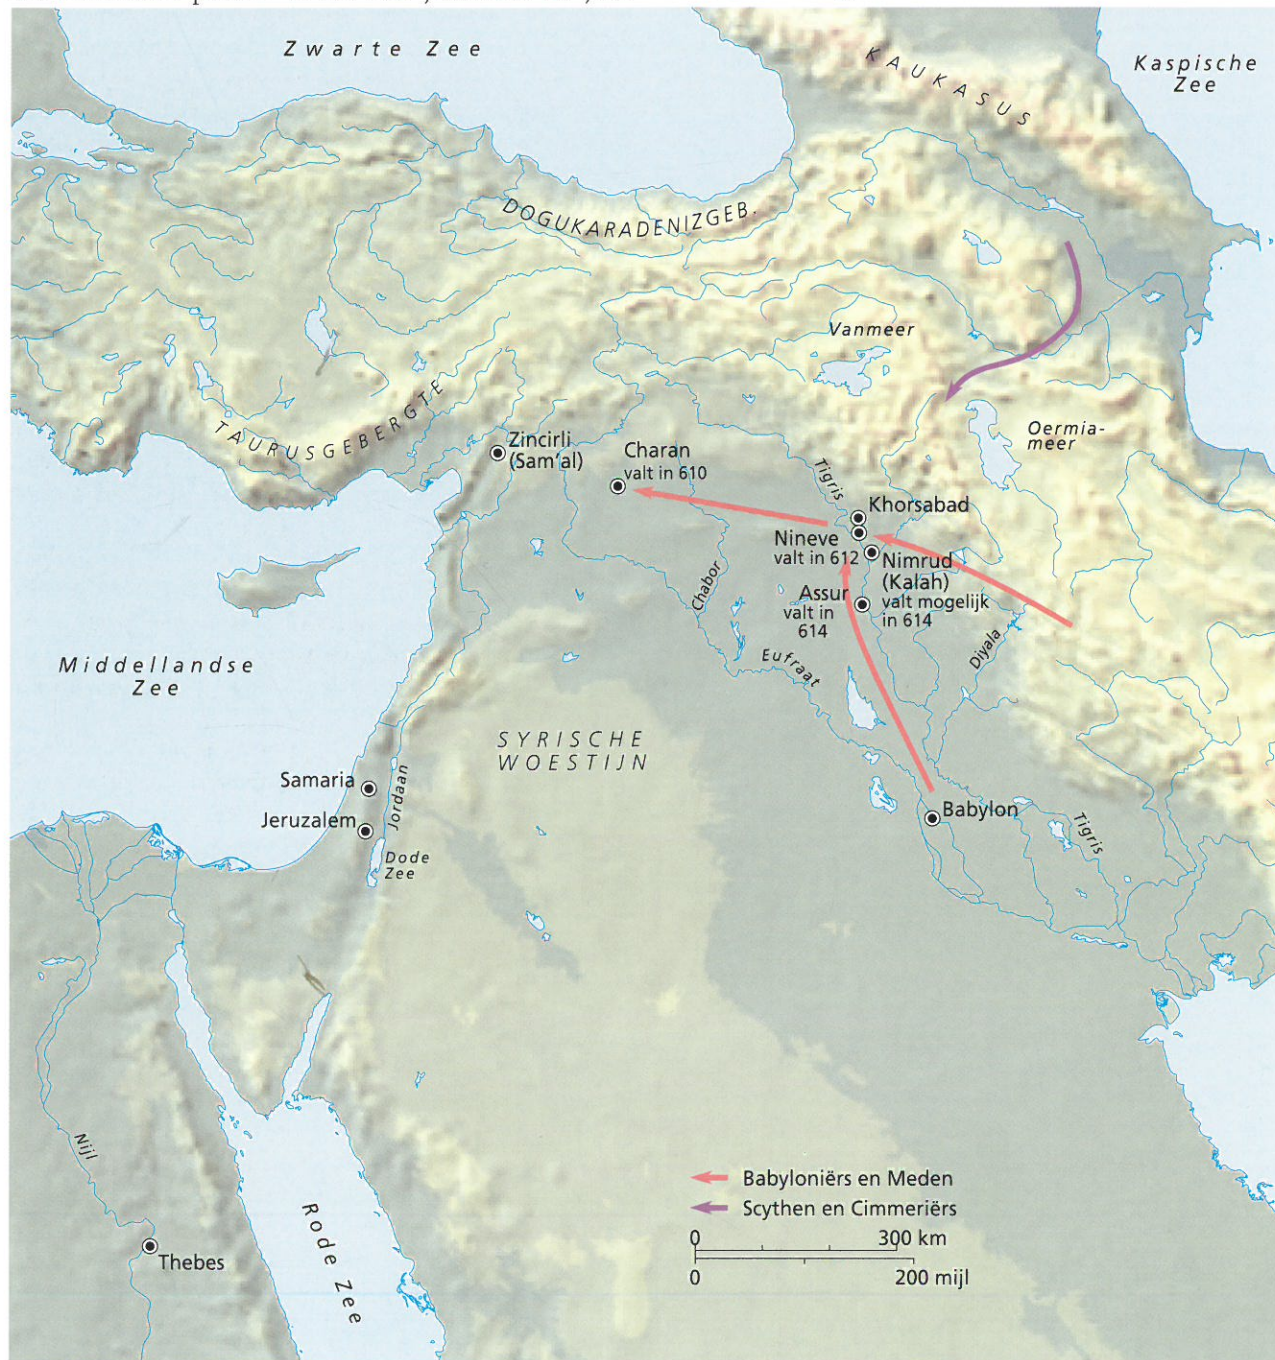 Zwarte Zee
KAUKASUS
Kaspische
Zee
DOGUKARADENIZGEB.
Vanmeer
Oermia-
meer
TAURUSGEBERGTE
Zincirli
(Sam'al)
Charan
valt in 610
Tigris
Khorsabad
Nineve
valt in 612
Nimrud
(Kalah)
valt mogelijk
in 614
Assur
valt in
614
Chabor
Eufraat
Diyala
Middellandse
Zee
SYRISCHE
WOESTIJN
Samaria
Jeruzalem
Jordaan
Dode
Zee
Babylon
Tigris
Nijl
Thebes
Rode Zee
Babyloniërs en Meden
Scythen en Cimmeriërs
0 300 km
0 200 mijl